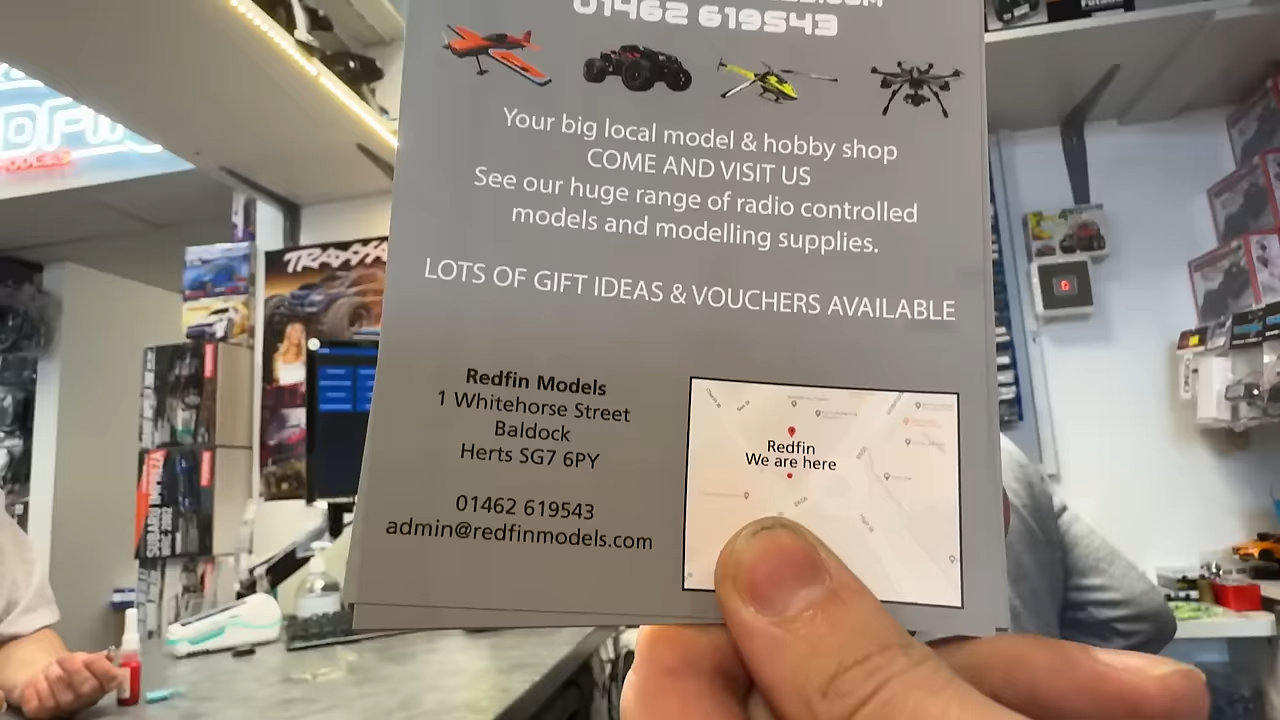 01462 619543
Your big local model & hobby shop
COME AND VISIT US
See our huge range of radio controlled
models and modelling supplies.
LOTS OF GIFT IDEAS & VOUCHERS AVAILABLE
Redfin Models
1 Whitehorse Street
Baldock
Herts SG7 6PY
01462 619543
admin@redfinmodels.com
Redfin
We are here
TRAXXA